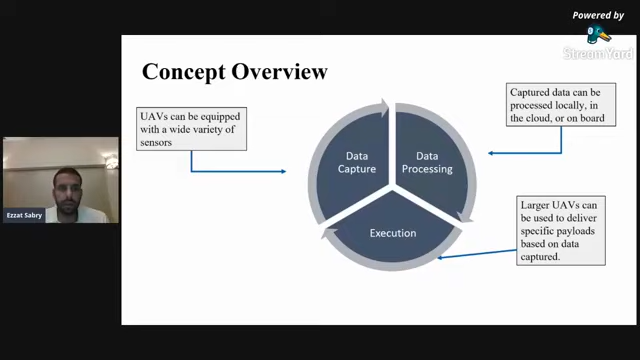 Powered by
StreamYard
Concept Overview
UAVs can be equipped
with a wide variety of
sensors
Captured data can be
processed locally, in
the cloud, or on board
Data
Capture
Data
Processing
Execution
Larger UAVs can
be used to deliver
specific payloads
based on data
captured.
Ezzat Sabry